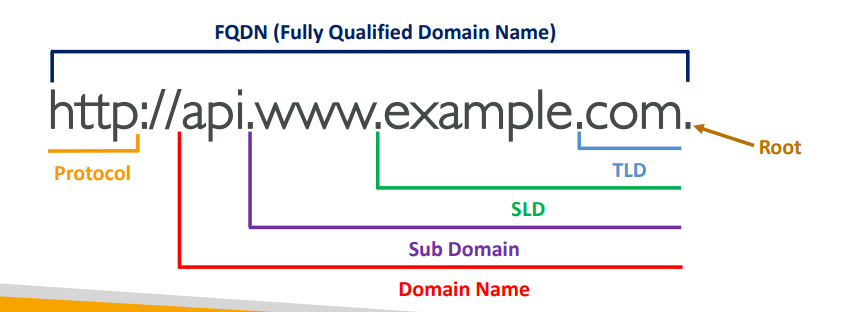 FQDN (Fully Qualified Domain Name)
http://api.www.example.com.
Root
Protocol
TLD
SLD
Sub Domain
Domain Name